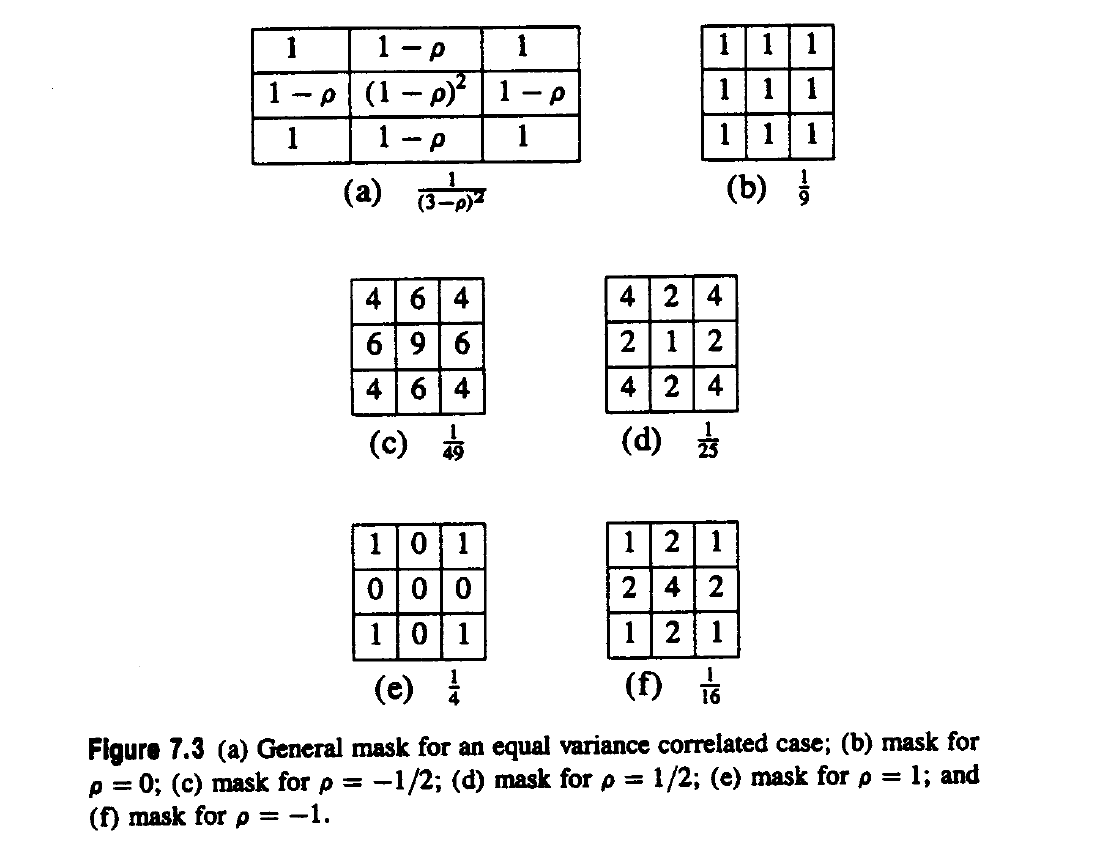 1 1 − ρ 1
1 − ρ (1 − ρ)² 1 − ρ
1 1 − ρ 1
(a) 1/(3−ρ)²
1 1 1
1 1 1
1 1 1
(b) 1/9
4 6 4
6 9 6
4 6 4
(c) 1/49
4 2 4
2 1 2
4 2 4
(d) 1/25
1 0 1
0 0 0
1 0 1
(e) 1/4
1 2 1
2 4 2
1 2 1
(f) 1/16
Figure 7.3 (a) General mask for an equal variance correlated case; (b) mask for
ρ = 0; (c) mask for ρ = −1/2; (d) mask for ρ = 1/2; (e) mask for ρ = 1; and
(f) mask for ρ = −1.